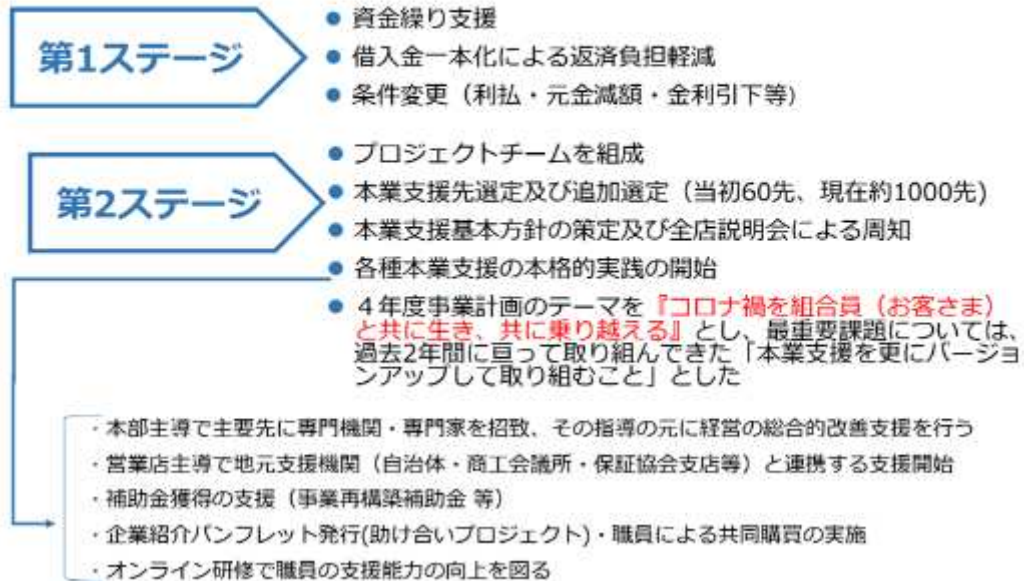 第1ステージ
● 資金繰り支援
● 借入金一本化による返済負担軽減
● 条件変更（利払・元金減額・金利引下等)
第2ステージ
● プロジェクトチームを組成
● 本業支援先選定及び追加選定（当初60先、現在約1000先)
● 本業支援基本方針の策定及び全店説明会による周知
● 各種本業支援の本格的実践の開始
● ４年度事業計画のテーマを『コロナ禍を組合員（お客さま）
と共に生き、共に乗り越える』とし、最重要課題については、
過去2年間に亘って取り組んできた「本業支援を更にバージョ
ンアップして取り組むこと」とした
・本部主導で主要先に専門機関・専門家を招致、その指導の元に経営の総合的改善支援を行う
・営業店主導で地元支援機関（自治体・商工会議所・保証協会支店等）と連携する支援開始
・補助金獲得の支援（事業再構築補助金 等）
・企業紹介パンフレット発行(助け合いプロジェクト)・職員による共同購買の実施
・オンライン研修で職員の支援能力の向上を図る